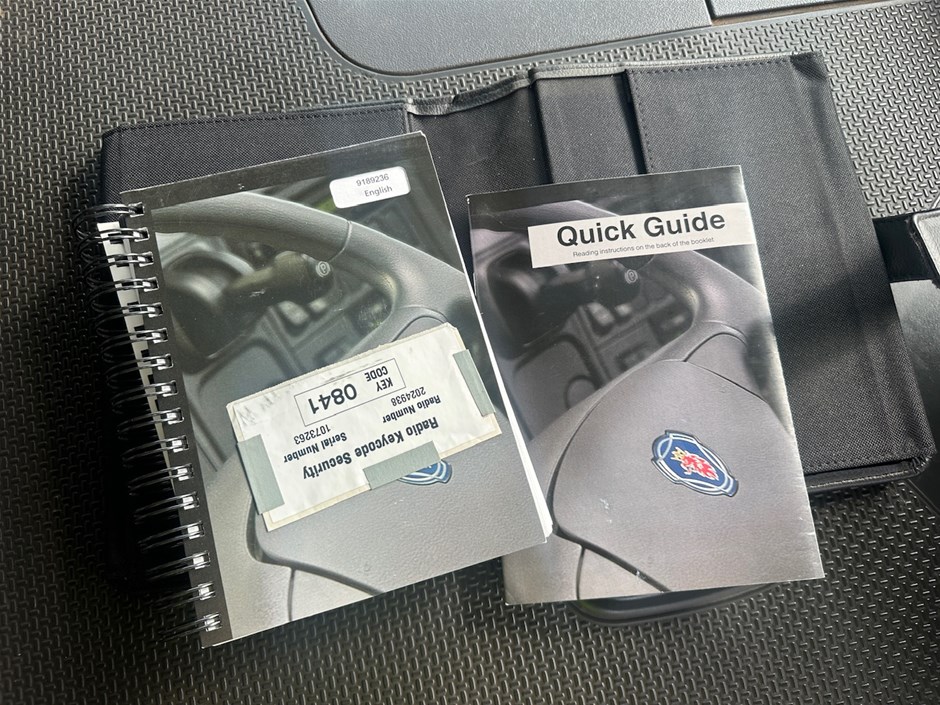 9189236
English
Radio Keycode Security
Radio Number
2024938
Serial Number
1073263
KEY
CODE
0841
Quick Guide
Reading instructions on the back of the booklet